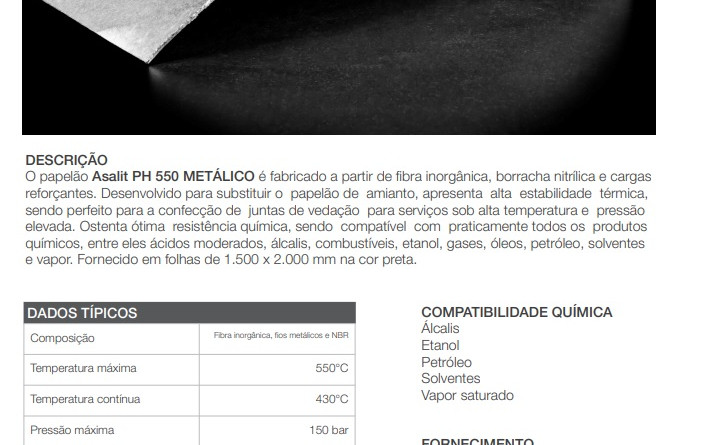 DESCRIÇÃO
O papelão Asalit PH 550 METÁLICO é fabricado a partir de fibra inorgânica, borracha nitrílica e cargas
reforçantes. Desenvolvido para substituir o papelão de amianto, apresenta alta estabilidade térmica,
sendo perfeito para a confecção de juntas de vedação para serviços sob alta temperatura e pressão
elevada. Ostenta ótima resistência química, sendo compatível com praticamente todos os produtos
químicos, entre eles ácidos moderados, álcalis, combustíveis, etanol, gases, óleos, petróleo, solventes
e vapor. Fornecido em folhas de 1.500 x 2.000 mm na cor preta.
DADOS TÍPICOS
Composição Fibra inorgânica, fios metálicos e NBR
Temperatura máxima 550°C
Temperatura contínua 430°C
Pressão máxima 150 bar
COMPATIBILIDADE QUÍMICA
Álcalis
Etanol
Petróleo
Solventes
Vapor saturado
FORNECIMENTO